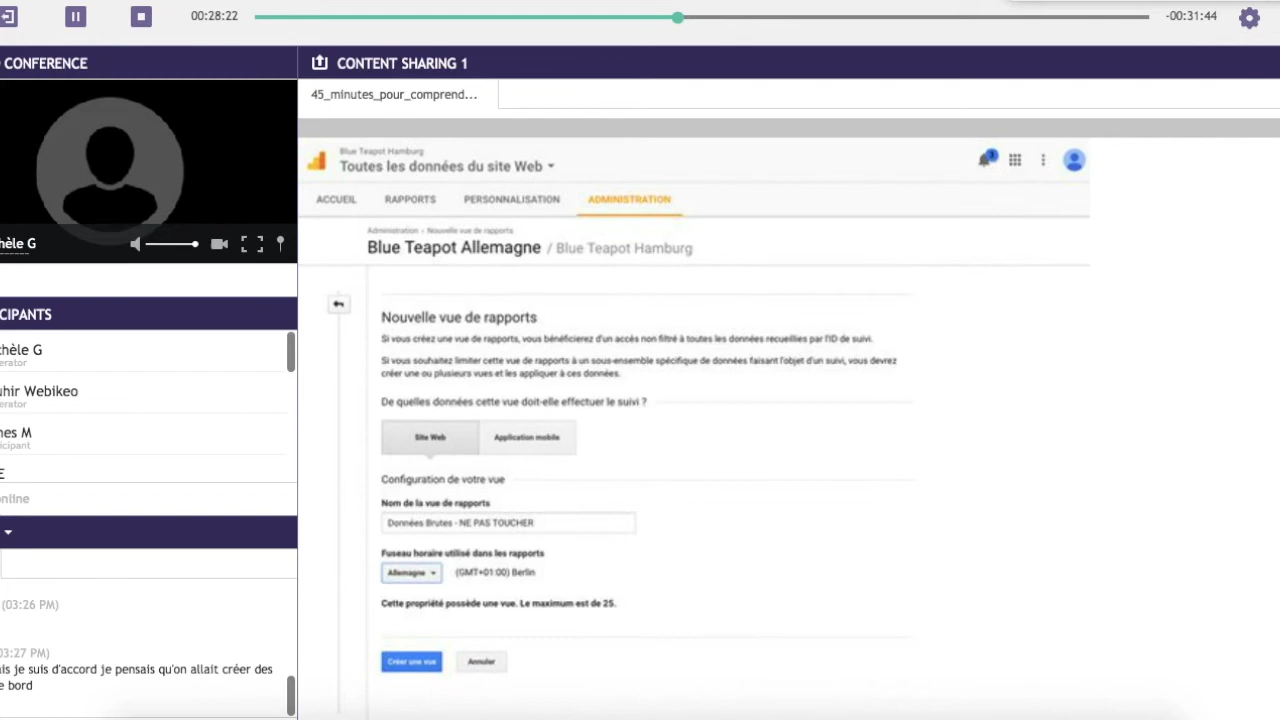 00:28:22
-00:31:44
CONFERENCE
CONTENT SHARING 1
45_minutes_pour_comprend...
hèle G
CIPANTS
chèle G
erator
uhir Webikeo
erator
nes M
icipant
E
online
(03:26 PM)
03:27 PM)
is je suis d'accord je pensais qu'on allait créer des
e bord
Blue Teapot Hamburg
Toutes les données du site Web
ACCUEIL
RAPPORTS
PERSONNALISATION
ADMINISTRATION
Administration › Nouvelle vue de rapports
Blue Teapot Allemagne / Blue Teapot Hamburg
Nouvelle vue de rapports
Si vous créez une vue de rapports, vous bénéficierez d'un accès non filtré à toutes les données recueillies par l'ID de suivi.
Si vous souhaitez limiter cette vue de rapports à un sous-ensemble spécifique de données faisant l'objet d'un suivi, vous devrez
créer une ou plusieurs vues et les appliquer à ces données.
De quelles données cette vue doit-elle effectuer le suivi ?
Site Web
Application mobile
Configuration de votre vue
Nom de la vue de rapports
Données Brutes - NE PAS TOUCHER
Fuseau horaire utilisé dans les rapports
Allemagne
(GMT+01:00) Berlin
Cette propriété possède une vue. Le maximum est de 25.
Créer une vue
Annuler